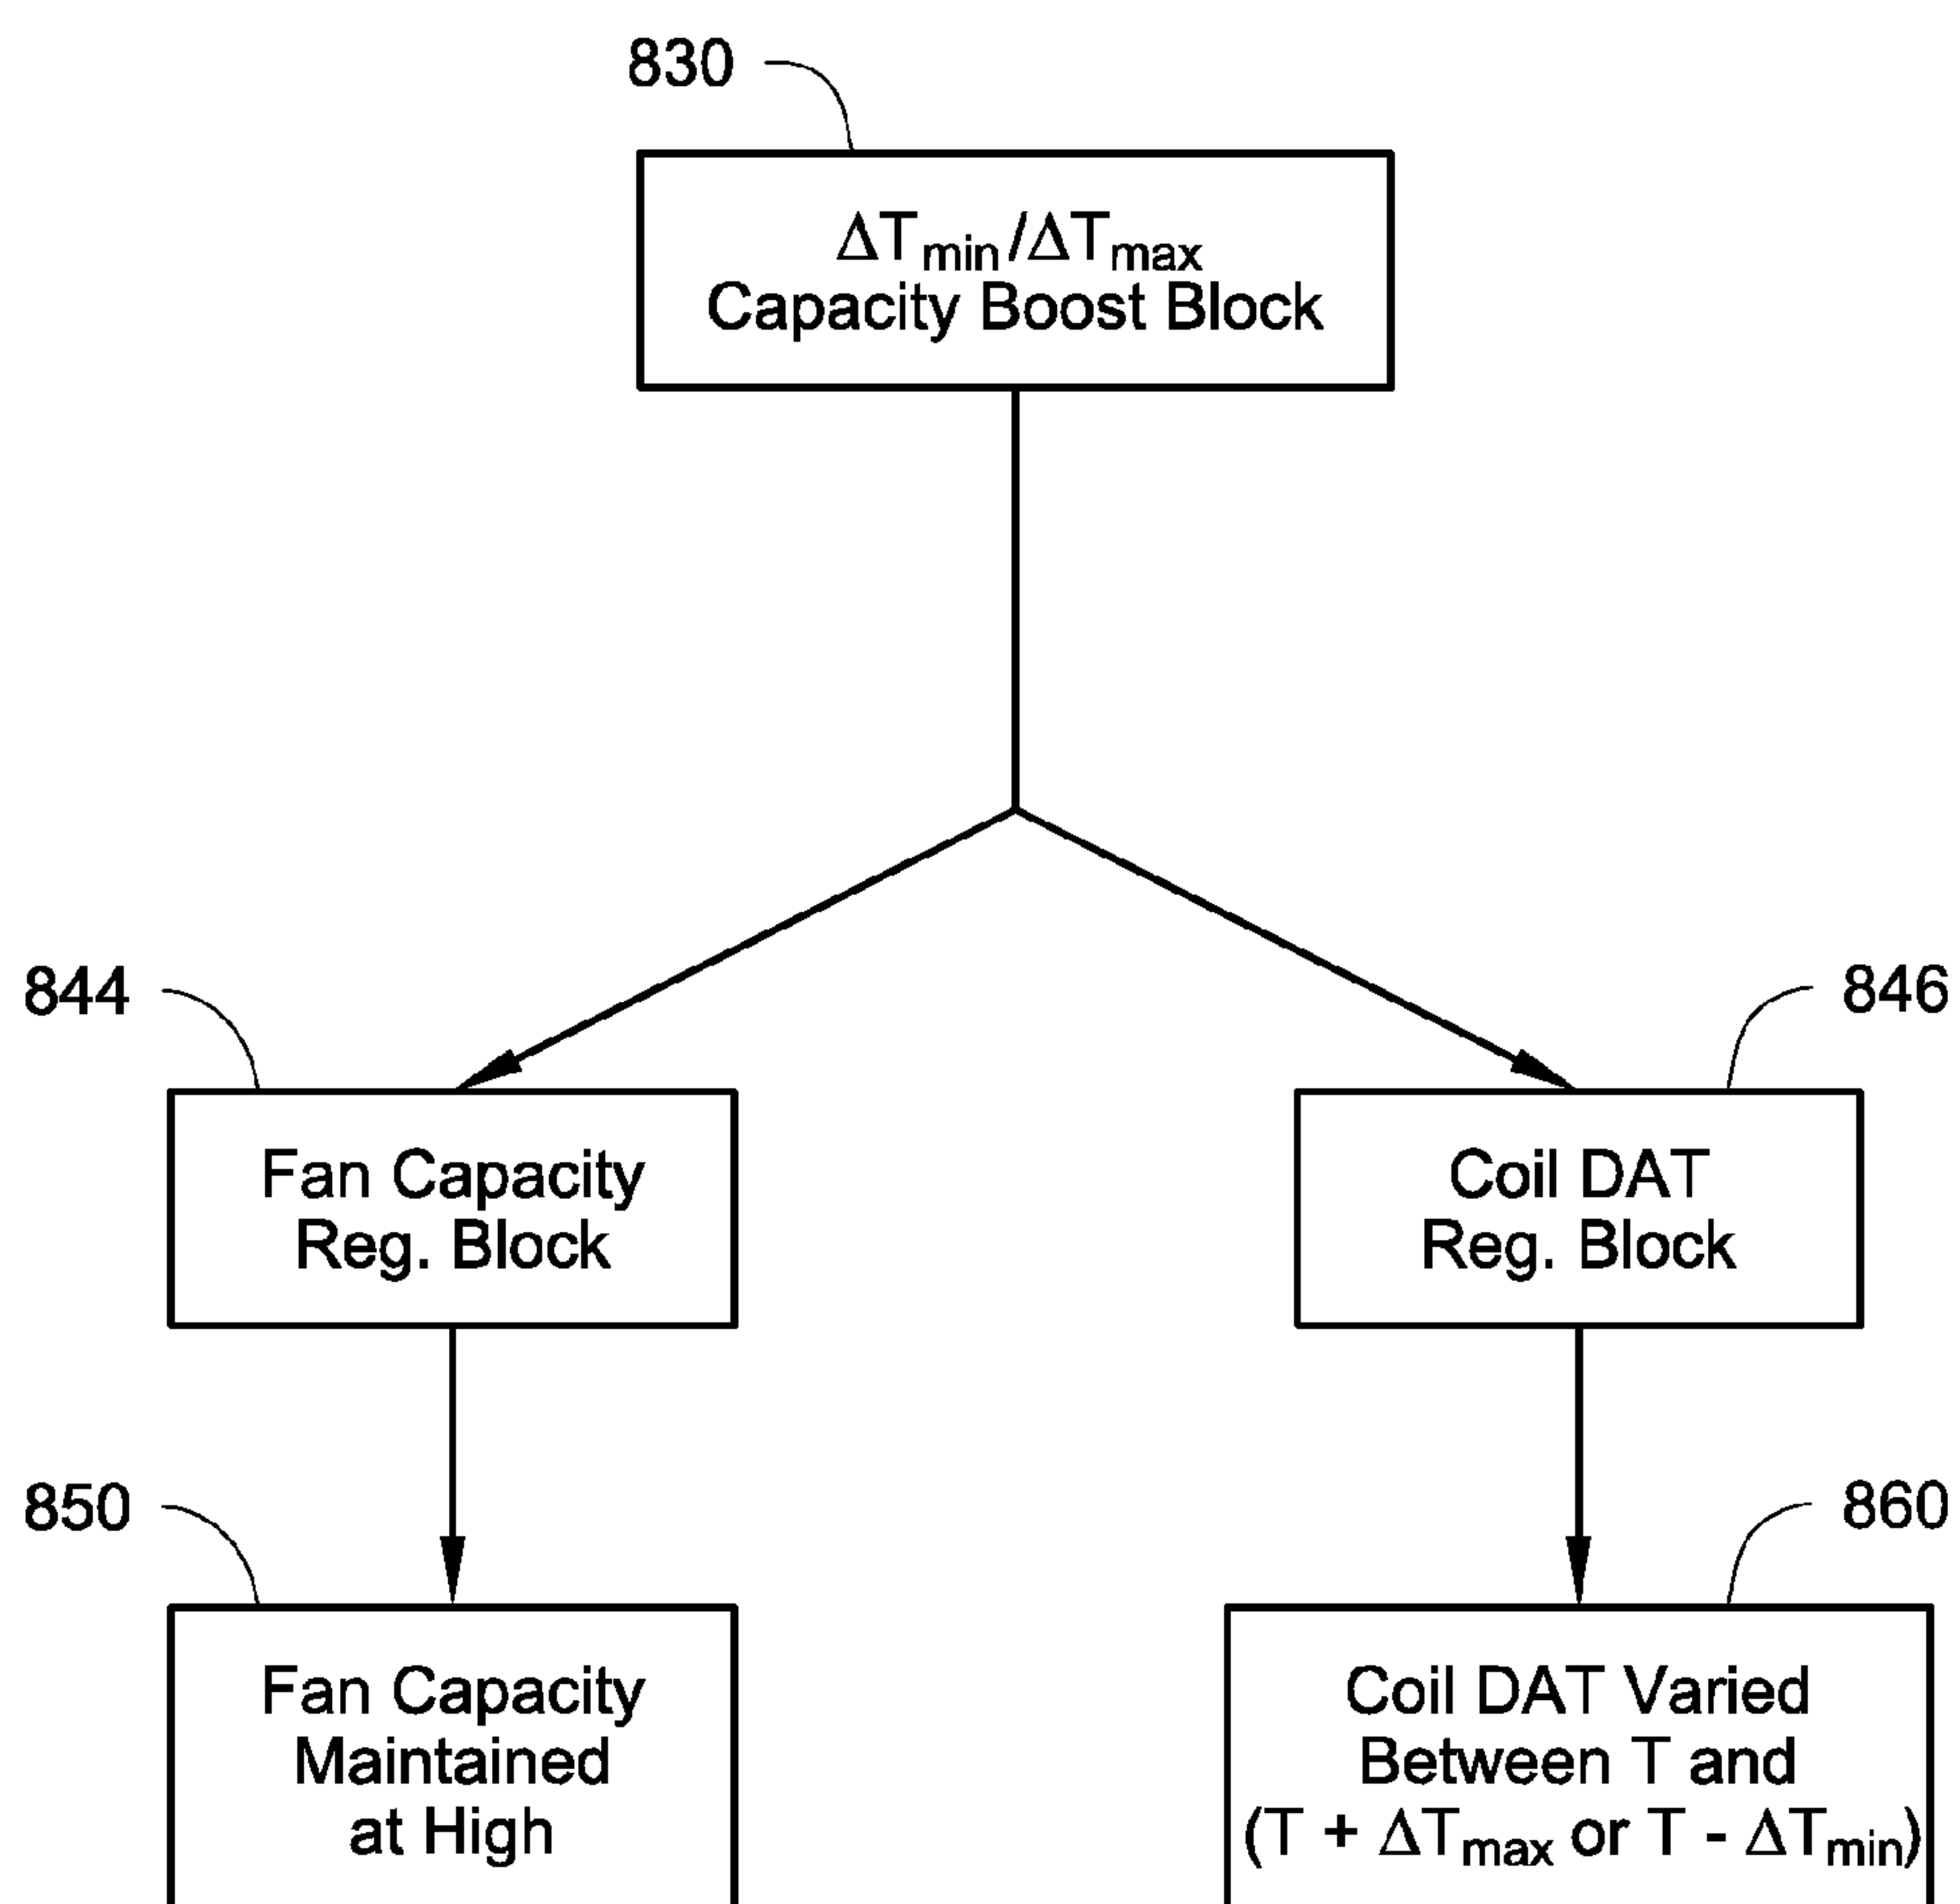 830
ΔTmin/ΔTmax
Capacity Boost Block
844
846
Fan Capacity
Reg. Block
Coil DAT
Reg. Block
850
860
Fan Capacity
Maintained
at High
Coil DAT Varied
Between T and
(T + ΔTmax or T - ΔTmin)